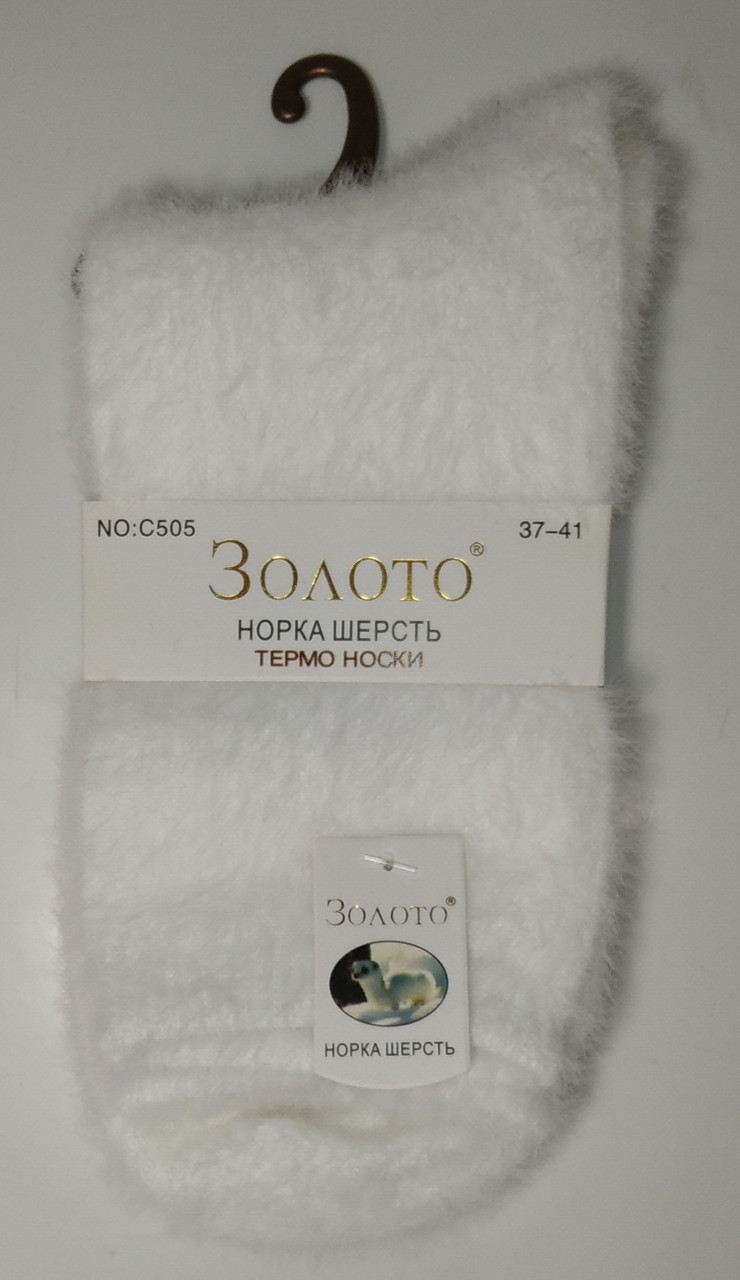 NO:C505
37–41
Золото®
НОРКА ШЕРСТЬ
ТЕРМО НОСКИ
Золото®
НОРКА ШЕРСТЬ